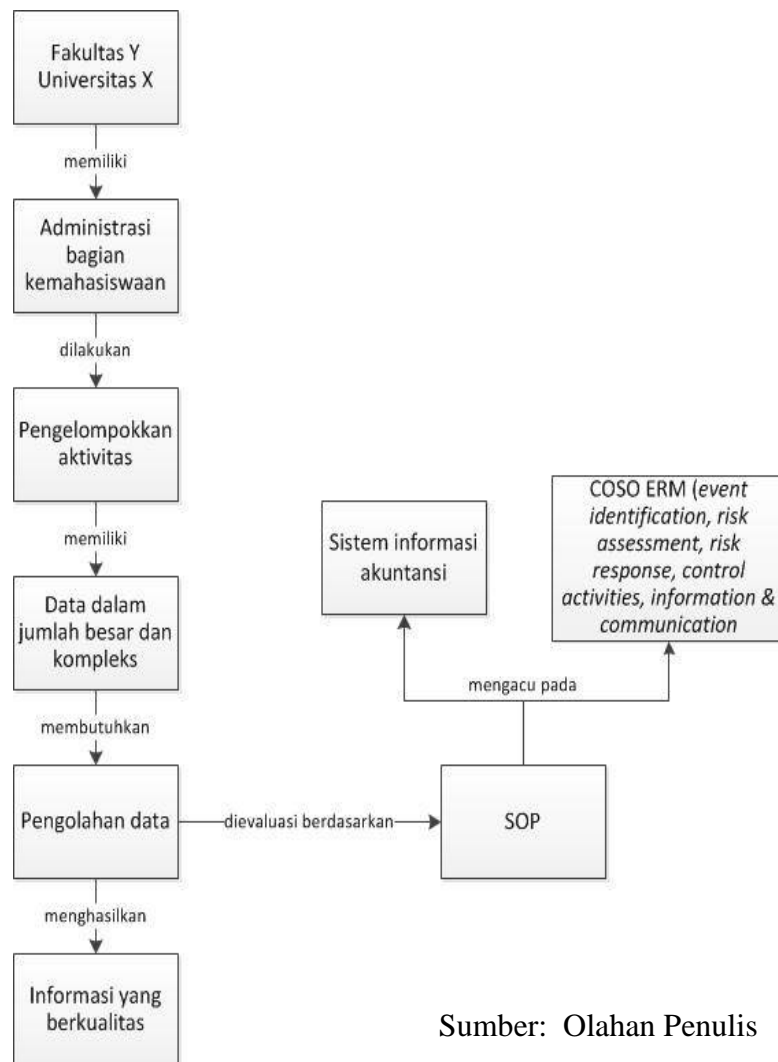 Fakultas Y
Universitas X
memiliki
Administrasi
bagian
kemahasiswaan
dilakukan
Pengelompokkan
aktivitas
memiliki
Data dalam
jumlah besar dan
kompleks
membutuhkan
Pengolahan data
dievaluasi berdasarkan
SOP
mengacu pada
Sistem informasi
akuntansi
COSO ERM (event
identification, risk
assessment, risk
response, control
activities, information &
communication
menghasilkan
Informasi yang
berkualitas
Sumber: Olahan Penulis